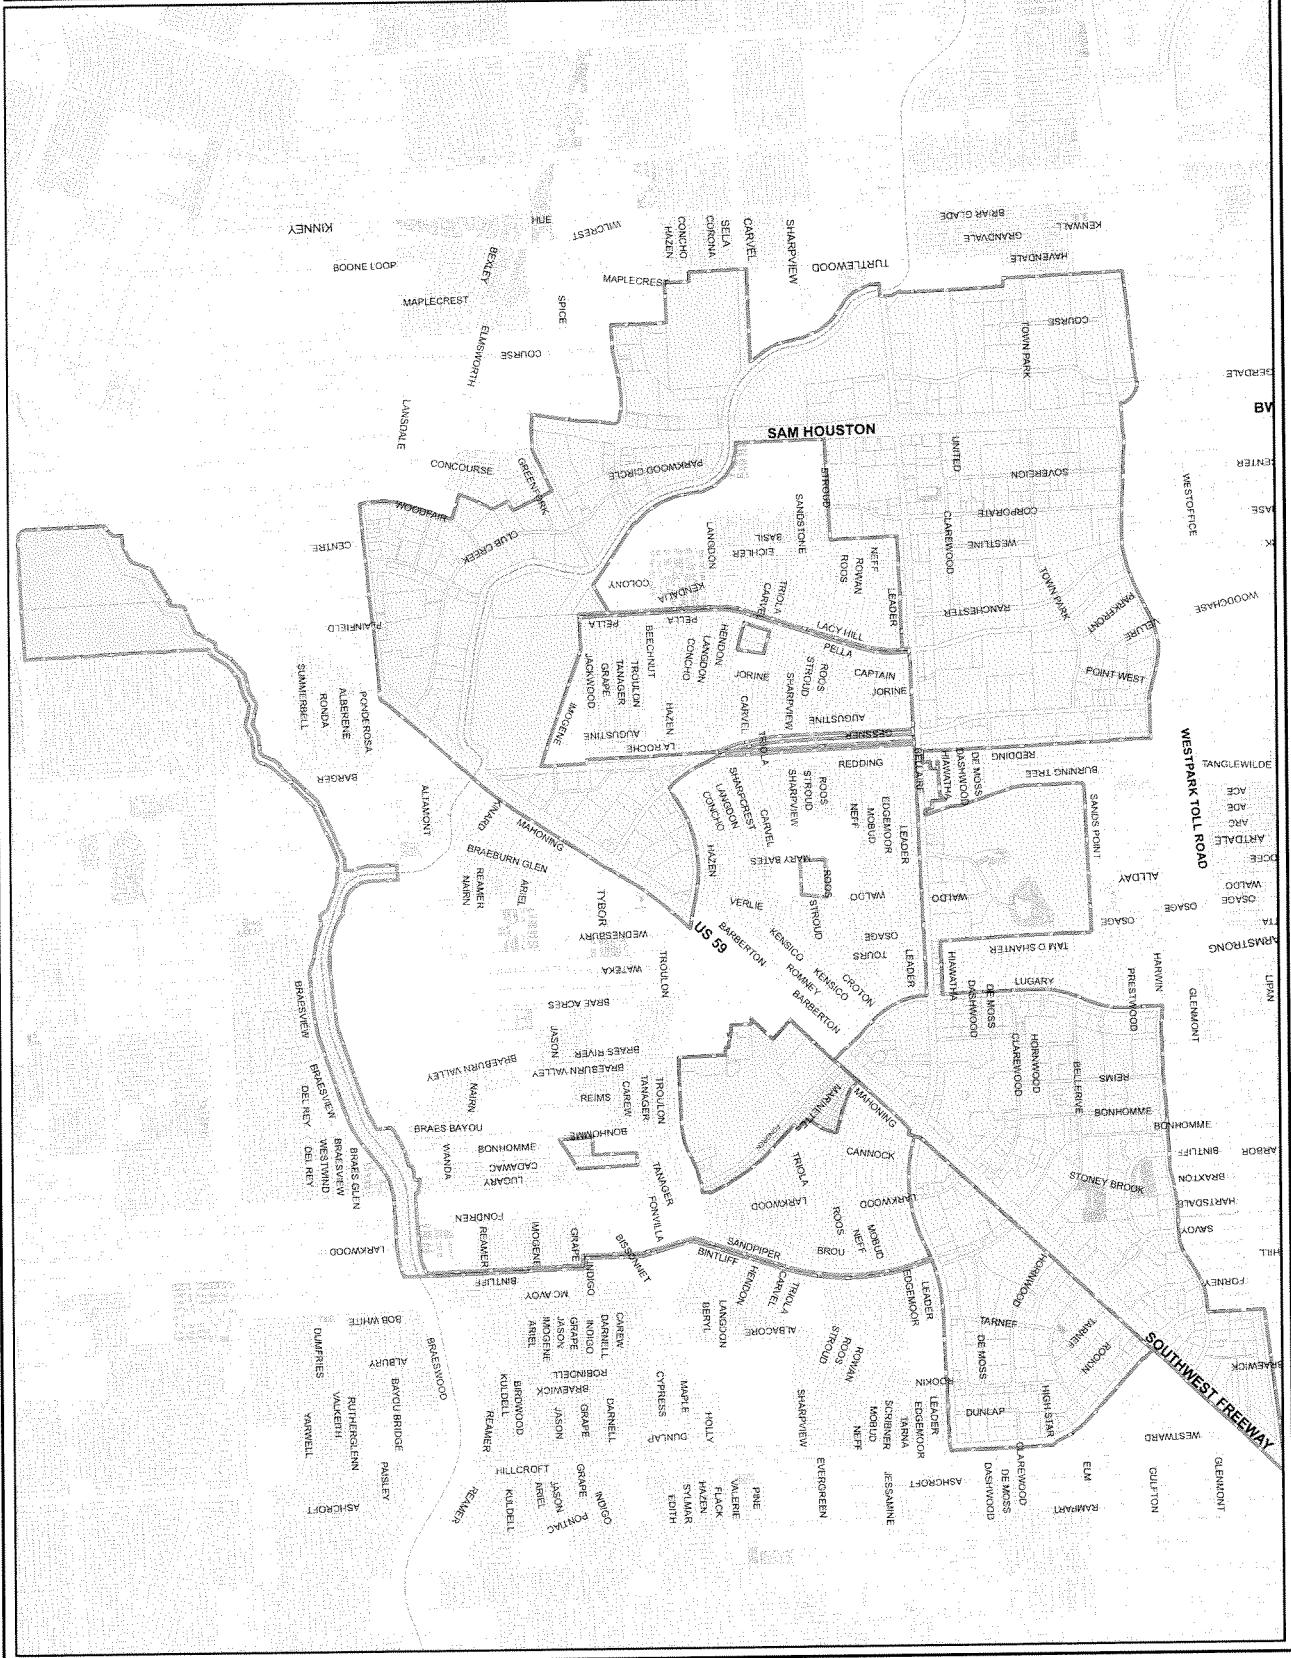 KINNEY
HUE
WILCREST
BOONE LOOP
BEXLEY
MAPLECREST
ELMSWORTH
SPICE
COURSE
MAPLECREST
CONCHO
HAZEN
CORONA
SELA
CARVEL
SHARPVIEW
TURTLEWOOD
BRIAR GLADE
GRANDVALE
KENWALL
HAVENDALE
COURSE
TOWN PARK
GERDALE
LANSDALE
CONCOURSE
GREENFORK
PARKWOOD CIRCLE
SAM HOUSTON
WOODFAIR
CENTRE
CLUB CREEK
PLAINFIELD
COLONY
KENDALIA
LANGDON
EICHLER
BASIL
SANDSTONE
STROUD
ROOS
ROWAN
NEFF
LEADER
UNITED
SOVEREIGN
CORPORATE
CLAREWOOD
WESTLINE
RANCHESTER
TOWN PARK
PARKFRONT
VELURE
POINT WEST
WESTOFFICE
WOODCHASE
PELLA
PELLA
TRIOLA
CARVEL
LACY HILL
PELLA
BEECHNUT
TROULON
TANAGER
GRAPE
JACKWOOD
HENDON
LANGDON
CONCHO
JORINE
ROOS
STROUD
SHARPVIEW
CAPTAIN
JORINE
IMOGENE
AUGUSTINE
HAZEN
LA ROCHE
CARVEL
TRIOLA
AUGUSTINE
GESSNER
SUMMERBELL
RONDA
ALBERENE
PONDEROSA
BARGER
ALTAMONT
KINARD
MAHONING
BRAEBURN GLEN
REAMER
NAIRN
ARIEL
TYBOR
WEDNESBURY
WATEKA
BRAE ACRES
TROULON
SHARPCREST
LANGDON
CONCHO
CARVEL
HAZEN
SHARPVIEW
STROUD
ROOS
REDDING
NEFF
MOBUD
EDGEMOOR
LEADER
BELLAIRE
HIAWATHA
DASHWOOD
DE MOSS
REDDING
BURNING TREE
SANDS POINT
WESTPARK TOLL ROAD
TANGLEWILDE
ACE
ADE
ARC
ARTDALE
WALDO
OSAGE
ARMSTRONG
MARY BATES
ROOS
VERLIE
STROUD
WALDO
OSAGE
TOURS
WALDO
ALLDAY
OSAGE
OSAGE
TAM O SHANTER
LUGARY
US 59
BARBERTON
KENSICO
ROMNEY
KENSICO
CROTON
BARBERTON
LEADER
HIAWATHA
DASHWOOD
DE MOSS
PRESTWOOD
HARWIN
GLENMONT
LIPAN
BRAESVIEW
BRAESVIEW
DEL REY
BRAEBURN VALLEY
JASON
BRAES RIVER
BRAEBURN VALLEY
NAIRN
REIMS
CAREW
TANAGER
TROULON
BRAES BAYOU
WANDA
BONHOMME
BONHOMME
CADAWAC
LUGARY
TANAGER
FONVILLA
MARINETTE
MAHONING
TRIOLA
CANNOCK
LARKWOOD
LARKWOOD
HORNWOOD
CLAREWOOD
BELLERIVE
REIMS
BONHOMME
BONHOMME
BINTLIFF
ARBOR
BRAXTON
HARTSDALE
SAVOY
STONEY BROOK
BRAES GLEN
BRAESVIEW
WESTWIND
DEL REY
LARKWOOD
FONDREN
REAMER
IMOGENE
GRAPE
INDIGO
BISSONNET
SANDPIPER
BINTLIFF
ROOS
BROU
MOBUD
NEFF
BINTLIFF
MC AVOY
HENDON
CARVEL
TRIOLA
ALBACORE
LANGDON
BERYL
LEADER
EDGEMOOR
HORNWOOD
TARNEF
TARNEF
ROOKIN
FORNEY
SOUTHWEST FREEWAY
BOB WHITE
DUMFRIES
ALBURY
BAYOU BRIDGE
BRAESWOOD
CAREW
DARNELL
INDIGO
GRAPE
JASON
IMOGENE
ARIEL
ROBINDELL
BRAEWICK
BIRDWOOD
KULDELL
REAMER
JASON
GRAPE
DARNELL
CYPRESS
MAPLE
DUNLAP
HOLLY
ROWAN
ROOS
STROUD
SHARPVIEW
ROOKIN
LEADER
EDGEMOOR
TARNA
SCRIBNER
MOBUD
NEFF
DE MOSS
DUNLAP
HIGH STAR
BRAEWICK
WESTWARD
YARWELL
VALKEITH
RUTHERGLENN
PAISLEY
ASHCROFT
REAMER
HILLCROFT
KULDELL
ARIEL
JASON
PONTIAC
GRAPE
INDIGO
EDITH
SYLMAR
HAZEN
FLACK
VALERIE
PINE
EVERGREEN
JESSAMINE
ASHCROFT
DASHWOOD
DE MOSS
CLAREWOOD
ELM
RAMPART
GULFTON
GLENMONT